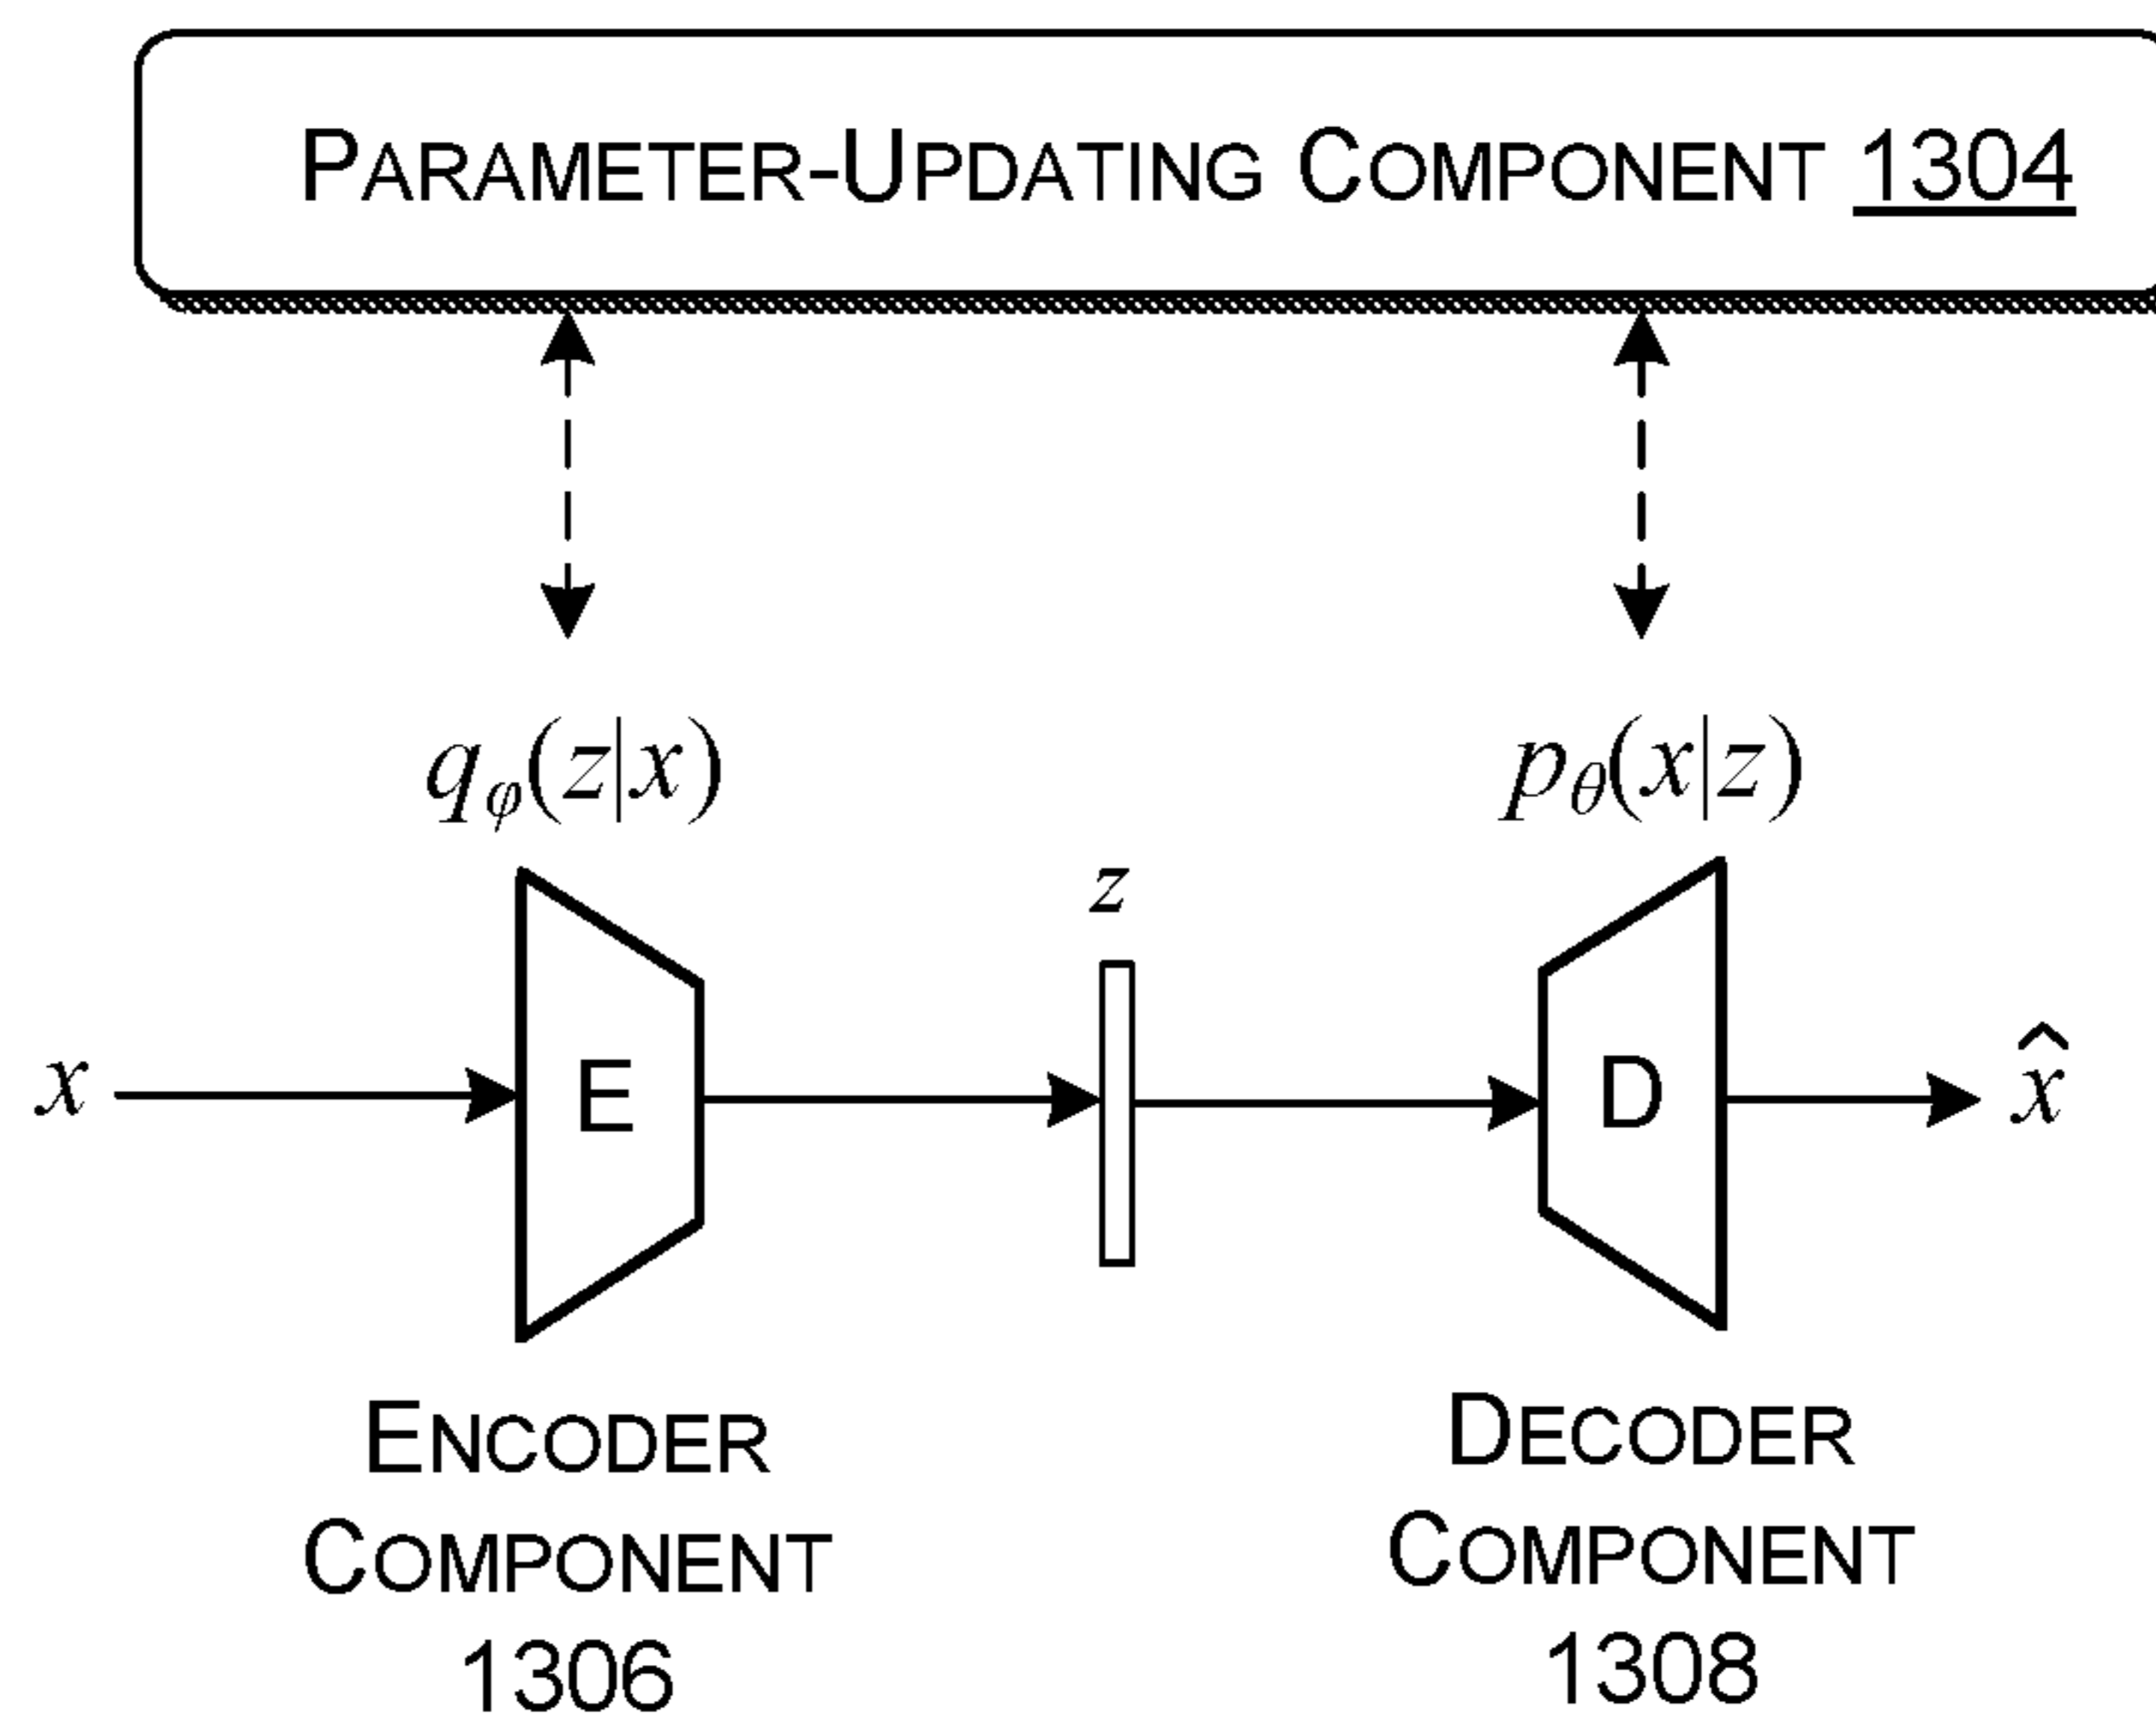 PARAMETER-UPDATING COMPONENT 1304
qφ(z|x) pθ(x|z)
z
x E D x̂
ENCODER
COMPONENT
1306
DECODER
COMPONENT
1308